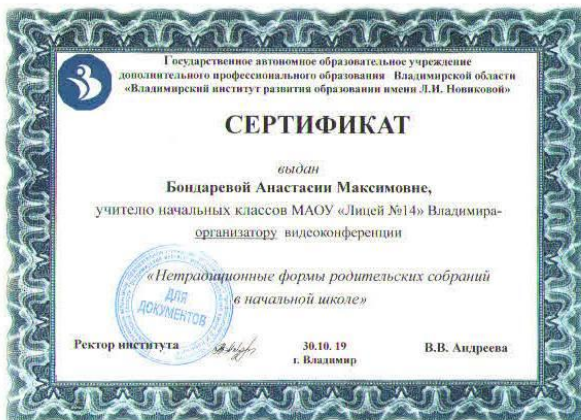 Государственное автономное образовательное учреждение
дополнительного профессионального образования Владимирской области
«Владимирский институт развития образования имени Л.И. Новиковой»
СЕРТИФИКАТ
выдан
Бондаревой Анастасии Максимовне,
учителю начальных классов МАОУ «Лицей №14» Владимира-
организатору видеоконференции
«Нетрадиционные формы родительских собраний
в начальной школе»
ДЛЯ
ДОКУМЕНТОВ
Ректор института 30.10. 19 В.В. Андреева
г. Владимир